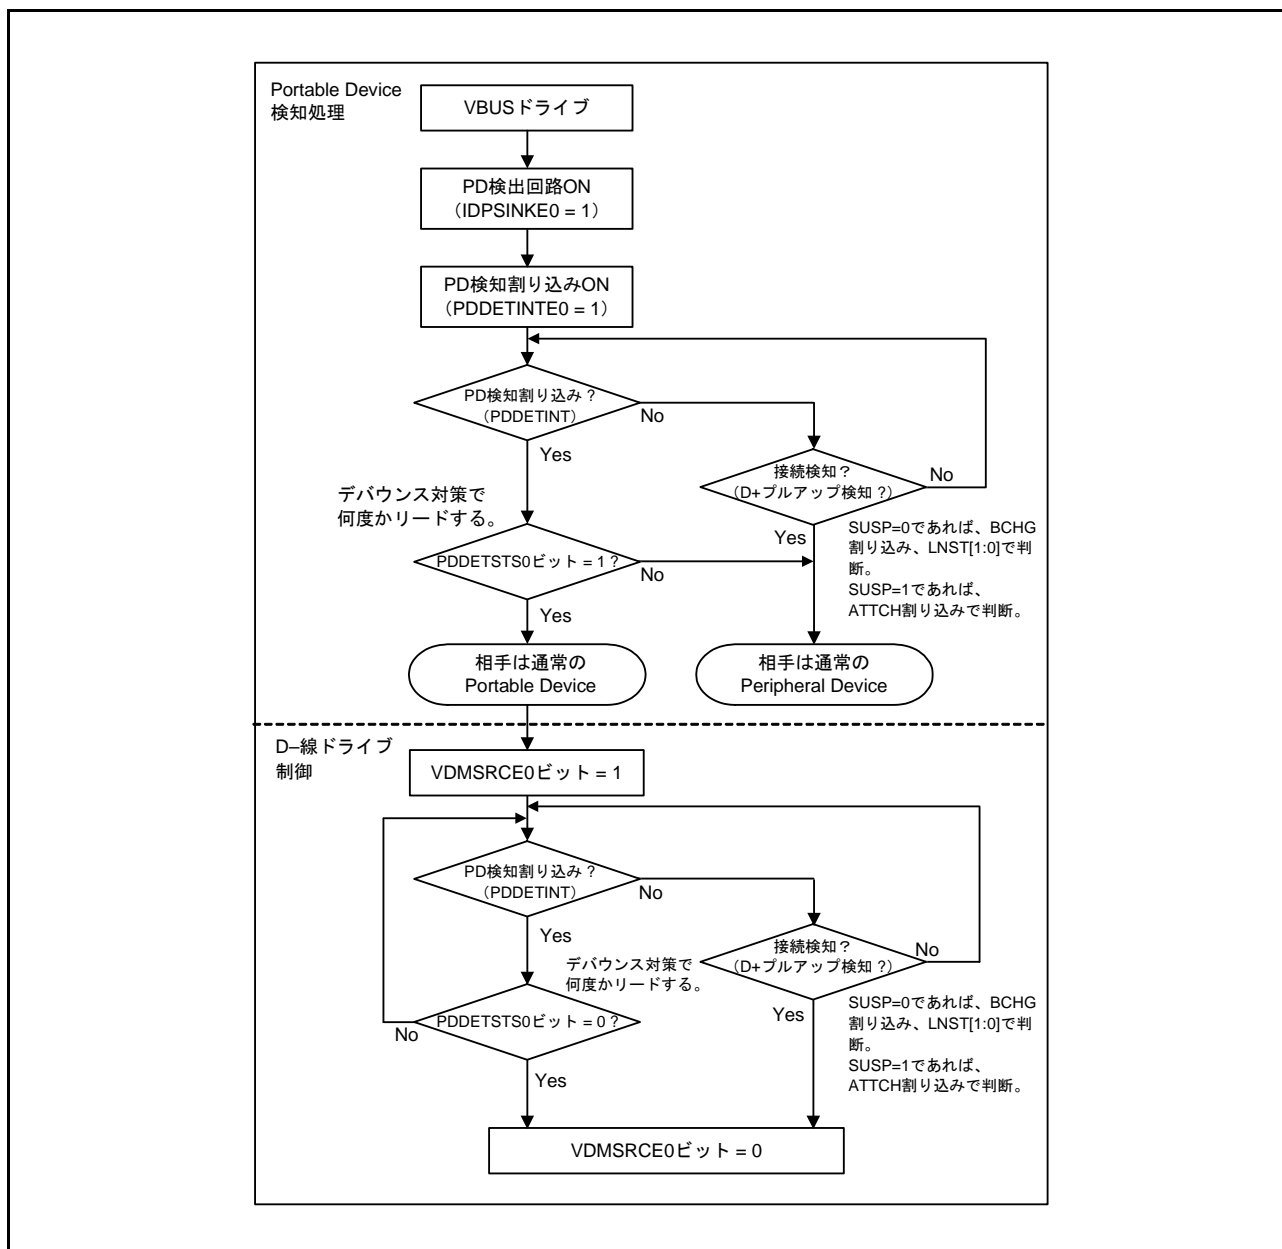 Portable Device
検知処理
VBUSドライブ
PD検出回路ON
（IDPSINKE0 = 1）
PD検知割り込みON
（PDDETINTE0 = 1）
PD検知割り込み？
（PDDETINT）
No
Yes
接続検知？
（D+プルアップ検知？）
No
Yes
デバウンス対策で
何度かリードする。
SUSP=0であれば、BCHG
割り込み、LNST[1:0]で判
断。
SUSP=1であれば、
ATTCH割り込みで判断。
PDDETSTS0ビット = 1？
No
Yes
相手は通常の
Portable Device
相手は通常の
Peripheral Device
D–線ドライブ
制御
VDMSRCE0ビット = 1
PD検知割り込み？
（PDDETINT）
No
Yes
接続検知？
（D+プルアップ検知？）
No
Yes
デバウンス対策で
何度かリードする。
SUSP=0であれば、BCHG
割り込み、LNST[1:0]で判
断。
SUSP=1であれば、
ATTCH割り込みで判断。
PDDETSTS0ビット = 0？
No
Yes
VDMSRCE0ビット = 0